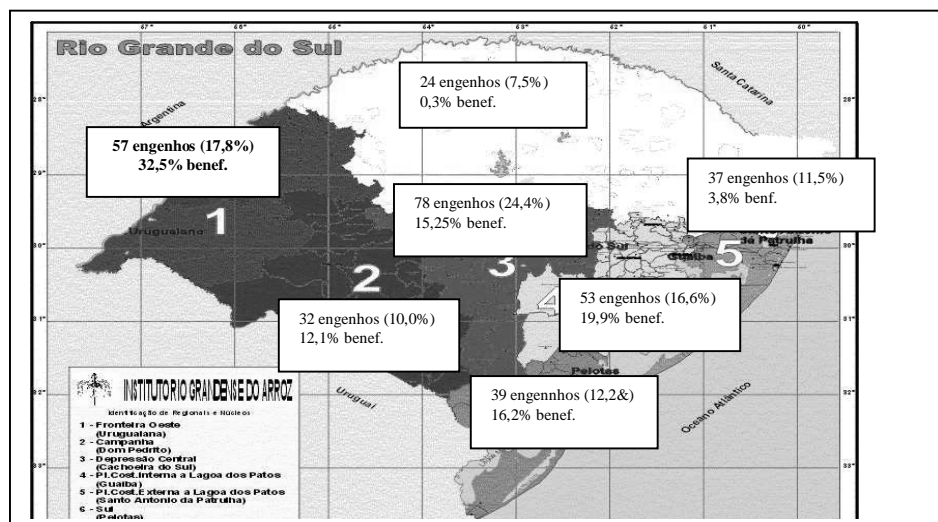 Rio Grande do Sul
Santa Catarina
Argentina
24 engenhos (7,5%)
0,3% benef.
57 engenhos (17,8%)
32,5% benef.
37 engenhos (11,5%)
3,8% benf.
78 engenhos (24,4%)
15,25% benef.
1
Uruguaiana
do Sul
Guaíba
5
da Patrulha
2
3
4
53 engenhos (16,6%)
19,9% benef.
32 engenhos (10,0%)
12,1% benef.
Pelotas
39 engennhos (12,2&)
16,2% benef.
Uruguai
Oceano Atlântico
INSTITUTO RIO GRANDENSE DO ARROZ
Identificação de Regionais e Núcleos
1 - Fronteira Oeste
(Uruguaiana)
2 - Campanha
(Dom Pedrito)
3 - Depressão Central
(Cachoeira do Sul)
4 - Pl.Cost.Interna a Lagoa dos Patos
(Guaíba)
5 - Pl.Cost.Externa a Lagoa dos Patos
(Santo Antonio da Patrulha)
6 - Sul
(Pelotas)